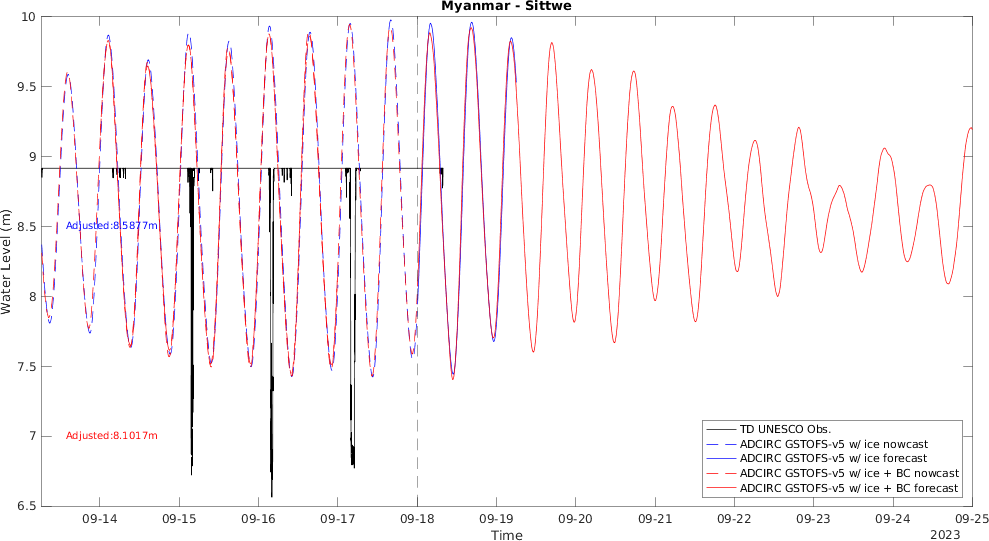 Myanmar - Sittwe
10
9.5
9
8.5
8
7.5
7
6.5
Water Level (m)
Adjusted:8.5877m
Adjusted:8.1017m
TD UNESCO Obs.
ADCIRC GSTOFS-v5 w/ ice nowcast
ADCIRC GSTOFS-v5 w/ ice forecast
ADCIRC GSTOFS-v5 w/ ice + BC nowcast
ADCIRC GSTOFS-v5 w/ ice + BC forecast
09-14 09-15 09-16 09-17 09-18 09-19 09-20 09-21 09-22 09-23 09-24 09-25
Time
2023